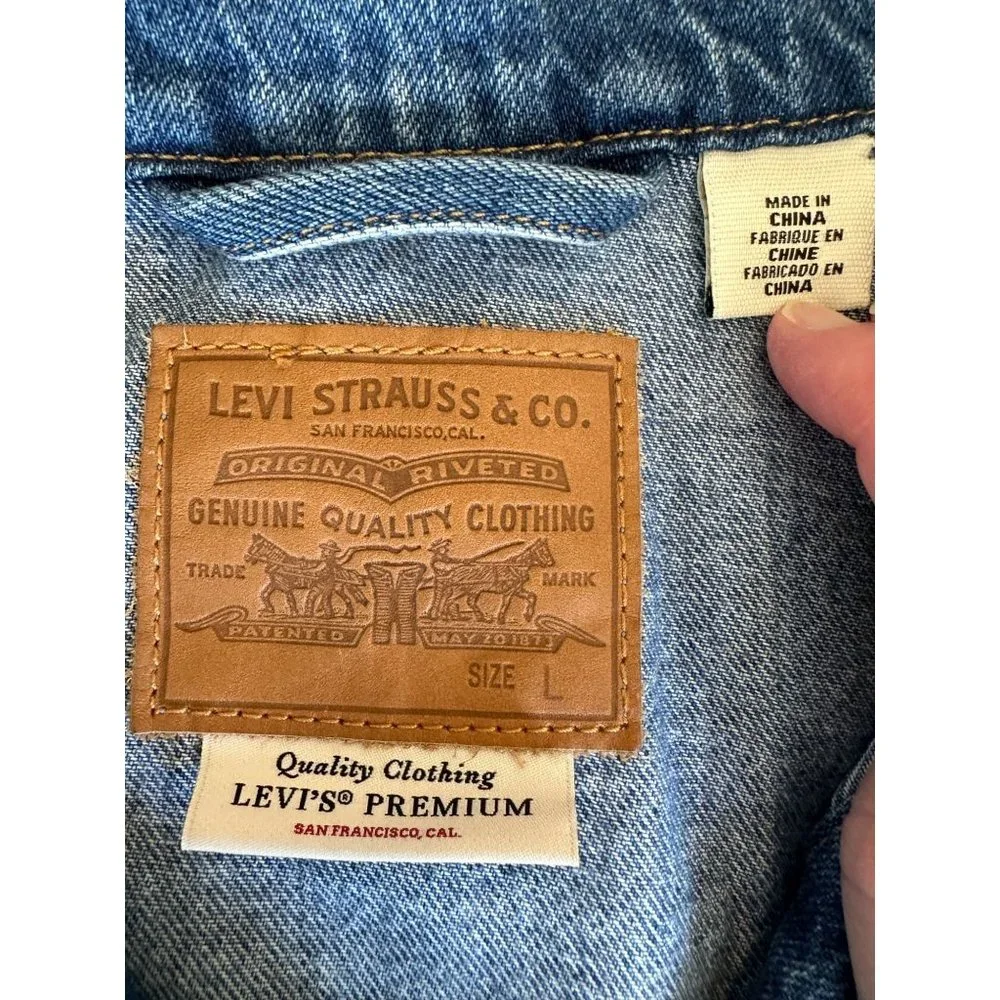 MADE IN
CHINA
FABRIQUE EN
CHINE
FABRICADO EN
CHINA
LEVI STRAUSS & CO.
SAN FRANCISCO, CAL.
ORIGINAL RIVETED
GENUINE QUALITY CLOTHING
TRADE MARK
PATENTED MAY 20 1873
SIZE L
Quality Clothing
LEVI'S® PREMIUM
SAN FRANCISCO, CAL.